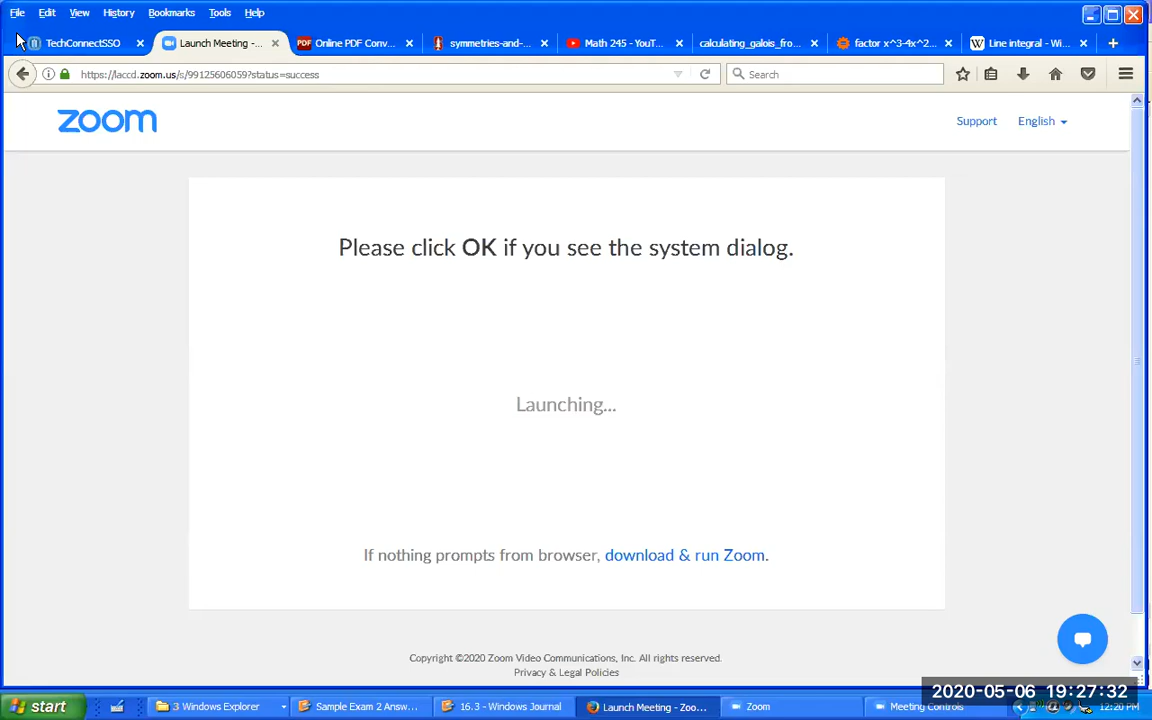 File Edit View History Bookmarks Tools Help
TechConnectSSO Launch Meeting -... Online PDF Conv... symmetries-and-... Math 245 - YouT... calculating_galois_fro... factor x^3-4x^2... Line integral - Wi...
https://laccd.zoom.us/s/99125606059?status=success Search
zoom Support English
Please click OK if you see the system dialog.
Launching...
If nothing prompts from browser, download & run Zoom.
Copyright ©2020 Zoom Video Communications, Inc. All rights reserved.
Privacy & Legal Policies
2020-05-06 19:27:32
start 3 Windows Explorer Sample Exam 2 Answ... 16.3 - Windows Journal Launch Meeting - Zoo... Zoom Meeting Controls 12:20 PM